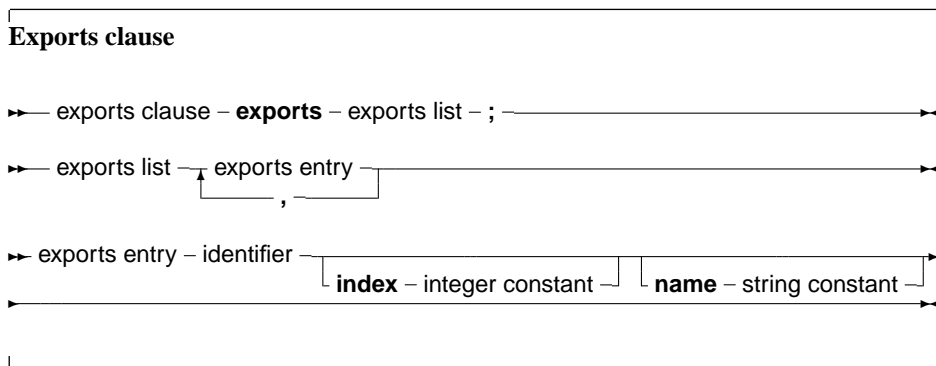 Exports clause
exports clause – exports – exports list – ; –
exports list – exports entry –
– , –
exports entry – identifier –
index – integer constant – name – string constant –